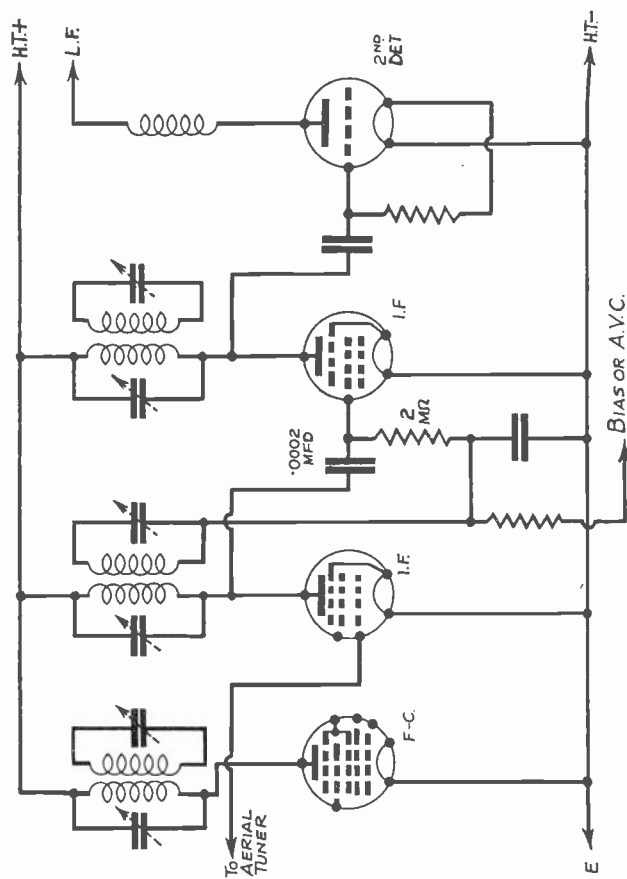 H.T.+
L.F.
2ND
DET
I.F
.0002
MFD
2
MΩ
I.F.
F-C.
TO
AERIAL
TUNER
BIAS OR A.V.C.
E
H.T.-